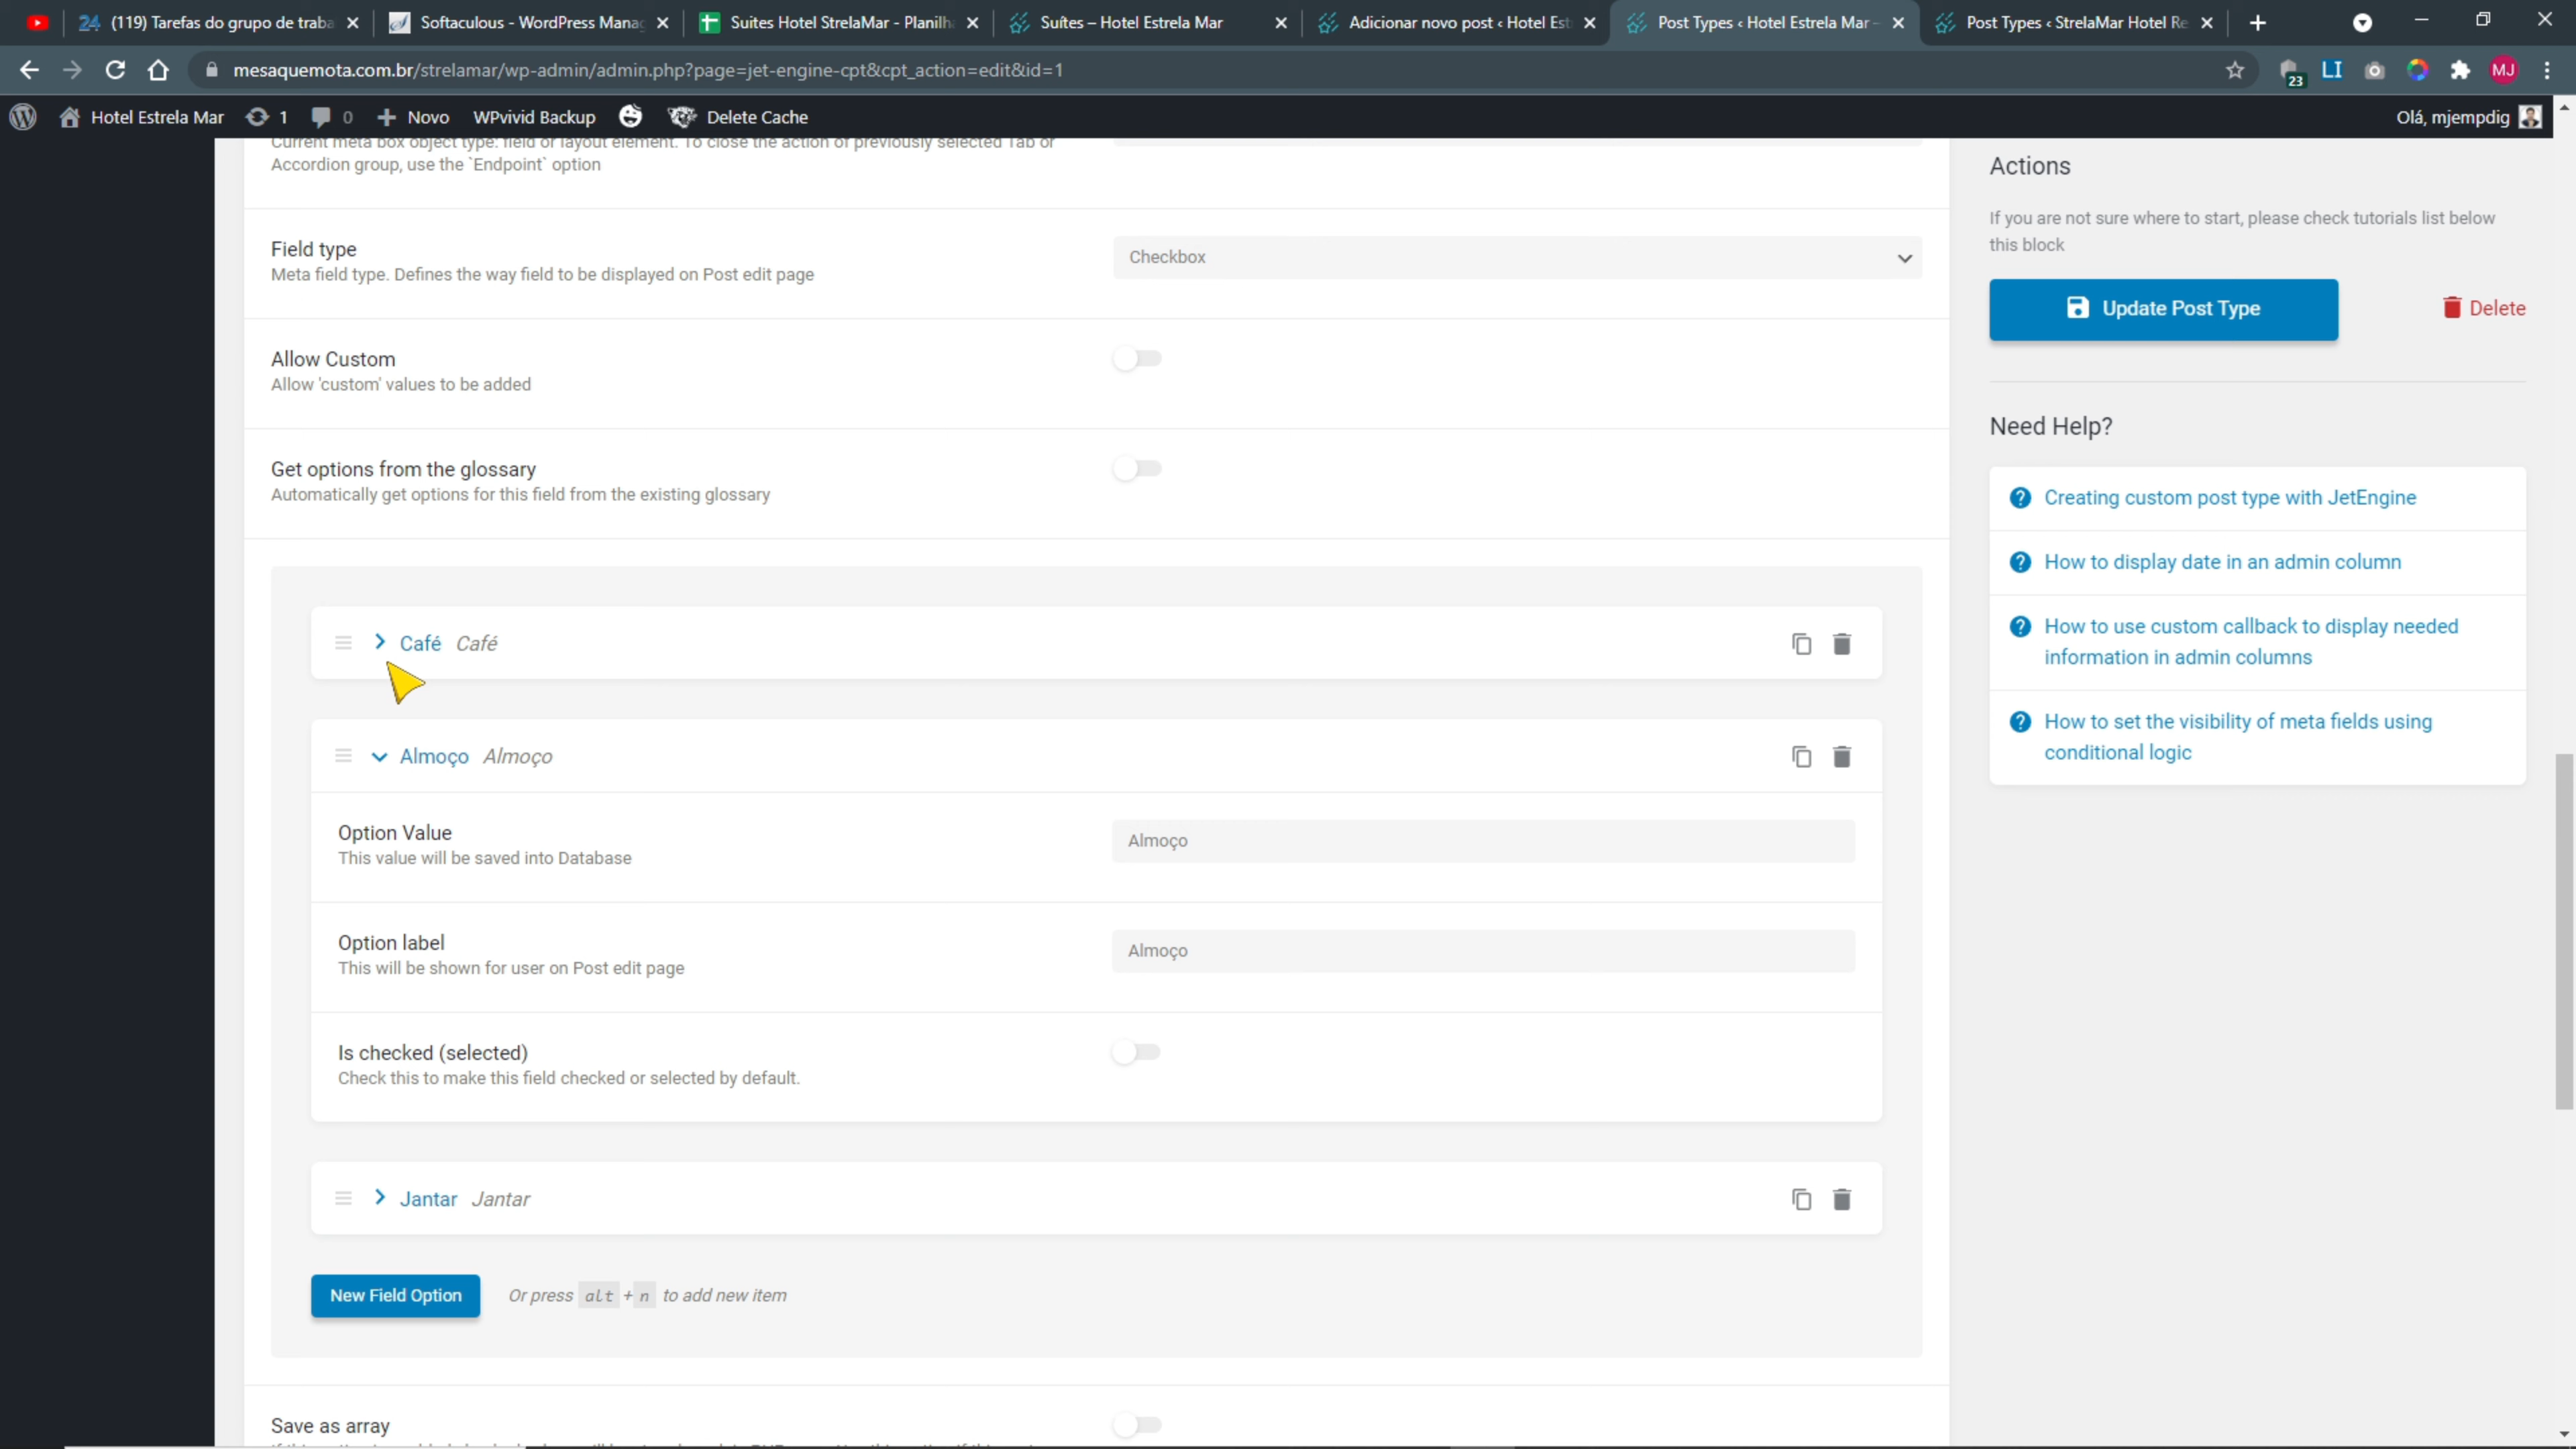 (119) Tarefas do grupo de traba
Softaculous - WordPress Manag
Suites Hotel StrelaMar - Planilh
Suítes – Hotel Estrela Mar
Adicionar novo post ‹ Hotel Est
Post Types ‹ Hotel Estrela Mar –
Post Types ‹ StrelaMar Hotel Re
mesaquemota.com.br/strelamar/wp-admin/admin.php?page=jet-engine-cpt&cpt_action=edit&id=1
23
LI
MJ
Hotel Estrela Mar
1
0
Novo
WPvivid Backup
Delete Cache
Olá, mjempdig
Current meta box object type: field or layout element. To close the action of previously selected Tab or
Accordion group, use the `Endpoint` option
Field type
Meta field type. Defines the way field to be displayed on Post edit page
Checkbox
Allow Custom
Allow 'custom' values to be added
Get options from the glossary
Automatically get options for this field from the existing glossary
Café Café
Almoço Almoço
Option Value
This value will be saved into Database
Almoço
Option label
This will be shown for user on Post edit page
Almoço
Is checked (selected)
Check this to make this field checked or selected by default.
Jantar Jantar
New Field Option
Or press alt + n to add new item
Save as array
Actions
If you are not sure where to start, please check tutorials list below
this block
Update Post Type
Delete
Need Help?
Creating custom post type with JetEngine
How to display date in an admin column
How to use custom callback to display needed
information in admin columns
How to set the visibility of meta fields using
conditional logic